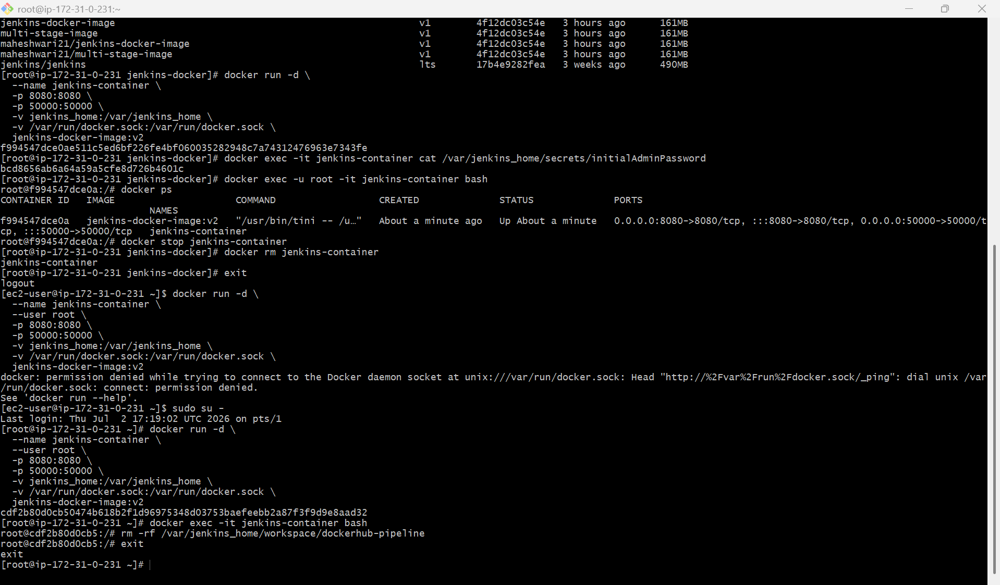 root@ip-172-31-0-231:~
jenkins-docker-image v1 4f12dc03c54e 3 hours ago 161MB
multi-stage-image v1 4f12dc03c54e 3 hours ago 161MB
maheshwari21/jenkins-docker-image v1 4f12dc03c54e 3 hours ago 161MB
maheshwari21/multi-stage-image v1 4f12dc03c54e 3 hours ago 161MB
jenkins/jenkins lts 17b4e9282fea 3 weeks ago 490MB
[root@ip-172-31-0-231 jenkins-docker]# docker run -d \
  --name jenkins-container \
  -p 8080:8080 \
  -p 50000:50000 \
  -v jenkins_home:/var/jenkins_home \
  -v /var/run/docker.sock:/var/run/docker.sock \
  jenkins-docker-image:v2
f994547dce0ae511c5ed6bf226fe4bf060035282948c7a74312476963e7343fe
[root@ip-172-31-0-231 jenkins-docker]# docker exec -it jenkins-container cat /var/jenkins_home/secrets/initialAdminPassword
bcd8656ab6a64a59a5cfe8d726b4601c
[root@ip-172-31-0-231 jenkins-docker]# docker exec -u root -it jenkins-container bash
root@f994547dce0a:/# docker ps
CONTAINER ID   IMAGE   COMMAND   CREATED   STATUS   PORTS
NAMES
f994547dce0a   jenkins-docker-image:v2   "/usr/bin/tini -- /u…"   About a minute ago   Up About a minute   0.0.0.0:8080->8080/tcp, :::8080->8080/tcp, 0.0.0.0:50000->50000/t
cp, :::50000->50000/tcp   jenkins-container
root@f994547dce0a:/# docker stop jenkins-container
[root@ip-172-31-0-231 jenkins-docker]# docker rm jenkins-container
jenkins-container
[root@ip-172-31-0-231 jenkins-docker]# exit
logout
[ec2-user@ip-172-31-0-231 ~]$ docker run -d \
  --name jenkins-container \
  --user root \
  -p 8080:8080 \
  -p 50000:50000 \
  -v jenkins_home:/var/jenkins_home \
  -v /var/run/docker.sock:/var/run/docker.sock \
  jenkins-docker-image:v2
docker: permission denied while trying to connect to the Docker daemon socket at unix:///var/run/docker.sock: Head "http://%2Fvar%2Frun%2Fdocker.sock/_ping": dial unix /var
/run/docker.sock: connect: permission denied.
See 'docker run --help'.
[ec2-user@ip-172-31-0-231 ~]$ sudo su -
Last login: Thu Jul  2 17:19:02 UTC 2026 on pts/1
[root@ip-172-31-0-231 ~]# docker run -d \
  --name jenkins-container \
  --user root \
  -p 8080:8080 \
  -p 50000:50000 \
  -v jenkins_home:/var/jenkins_home \
  -v /var/run/docker.sock:/var/run/docker.sock \
  jenkins-docker-image:v2
cdf2b80d0cb50474b618b2f1d96975348d03753baefeebb2a87f3f9d9e8aad32
[root@ip-172-31-0-231 ~]# docker exec -it jenkins-container bash
root@cdf2b80d0cb5:/# rm -rf /var/jenkins_home/workspace/dockerhub-pipeline
root@cdf2b80d0cb5:/# exit
exit
[root@ip-172-31-0-231 ~]#